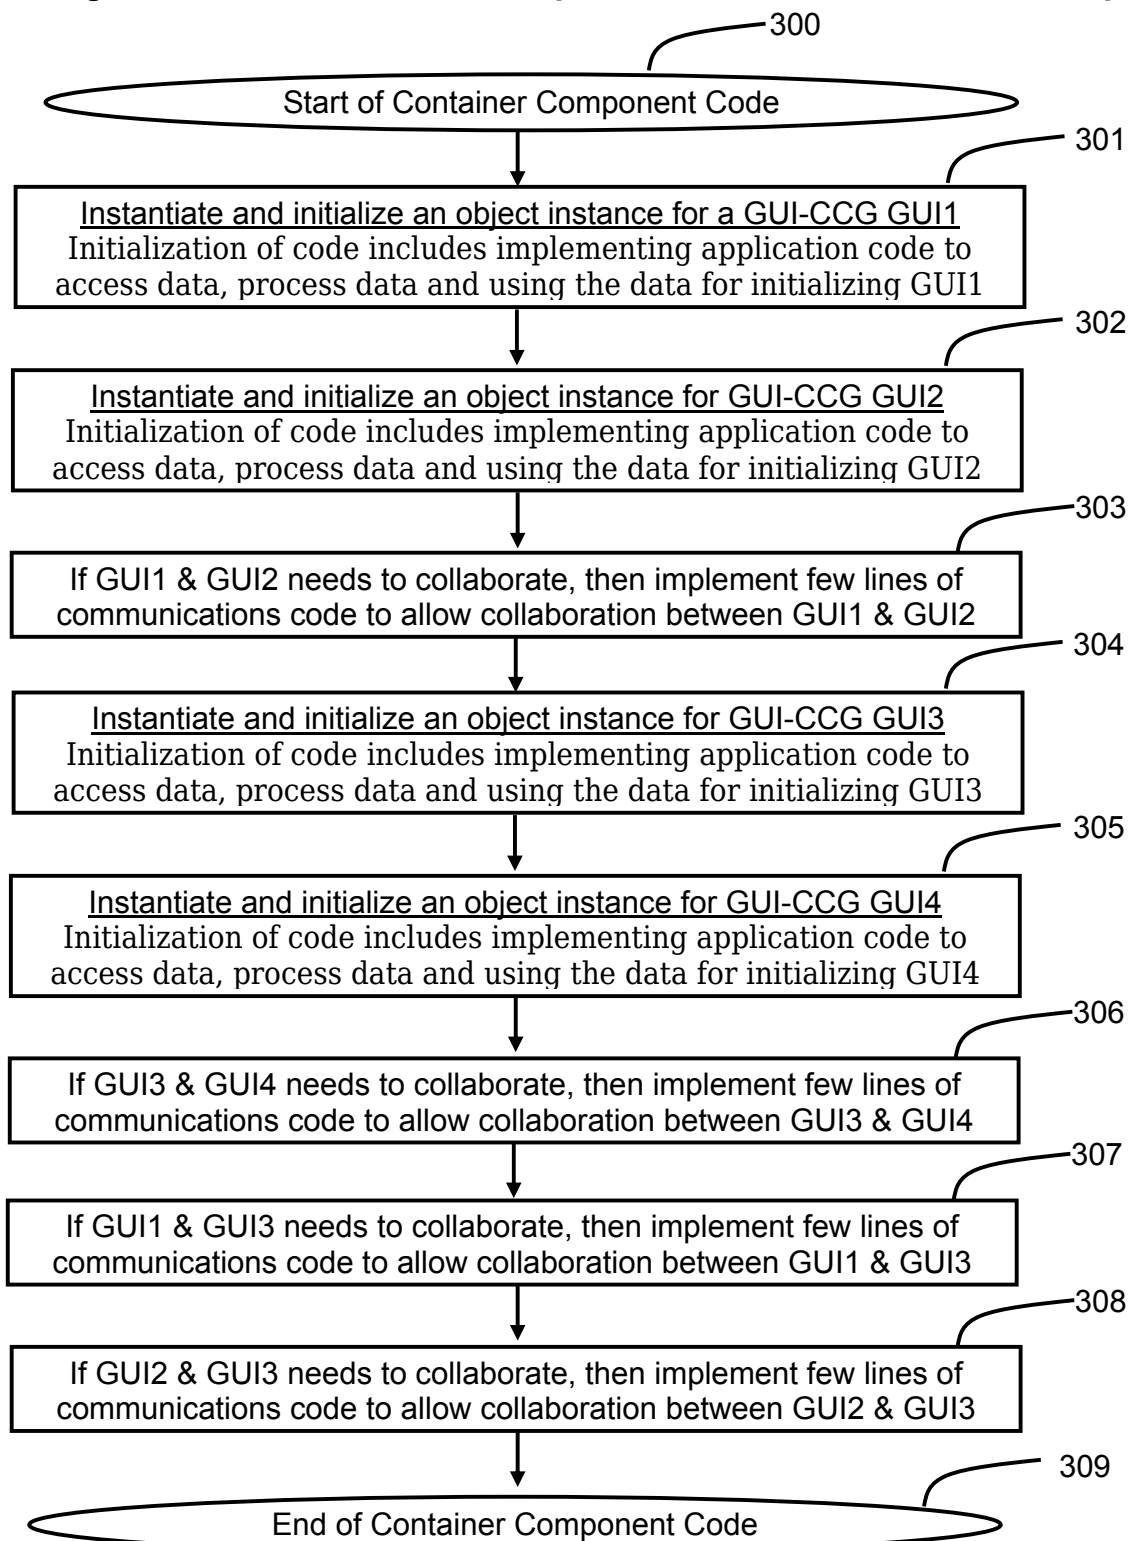 300
Start of Container Component Code
301
Instantiate and initialize an object instance for a GUI-CCG GUI1
Initialization of code includes implementing application code to
access data, process data and using the data for initializing GUI1
302
Instantiate and initialize an object instance for GUI-CCG GUI2
Initialization of code includes implementing application code to
access data, process data and using the data for initializing GUI2
303
If GUI1 & GUI2 needs to collaborate, then implement few lines of
communications code to allow collaboration between GUI1 & GUI2
304
Instantiate and initialize an object instance for GUI-CCG GUI3
Initialization of code includes implementing application code to
access data, process data and using the data for initializing GUI3
305
Instantiate and initialize an object instance for GUI-CCG GUI4
Initialization of code includes implementing application code to
access data, process data and using the data for initializing GUI4
306
If GUI3 & GUI4 needs to collaborate, then implement few lines of
communications code to allow collaboration between GUI3 & GUI4
307
If GUI1 & GUI3 needs to collaborate, then implement few lines of
communications code to allow collaboration between GUI1 & GUI3
308
If GUI2 & GUI3 needs to collaborate, then implement few lines of
communications code to allow collaboration between GUI2 & GUI3
309
End of Container Component Code